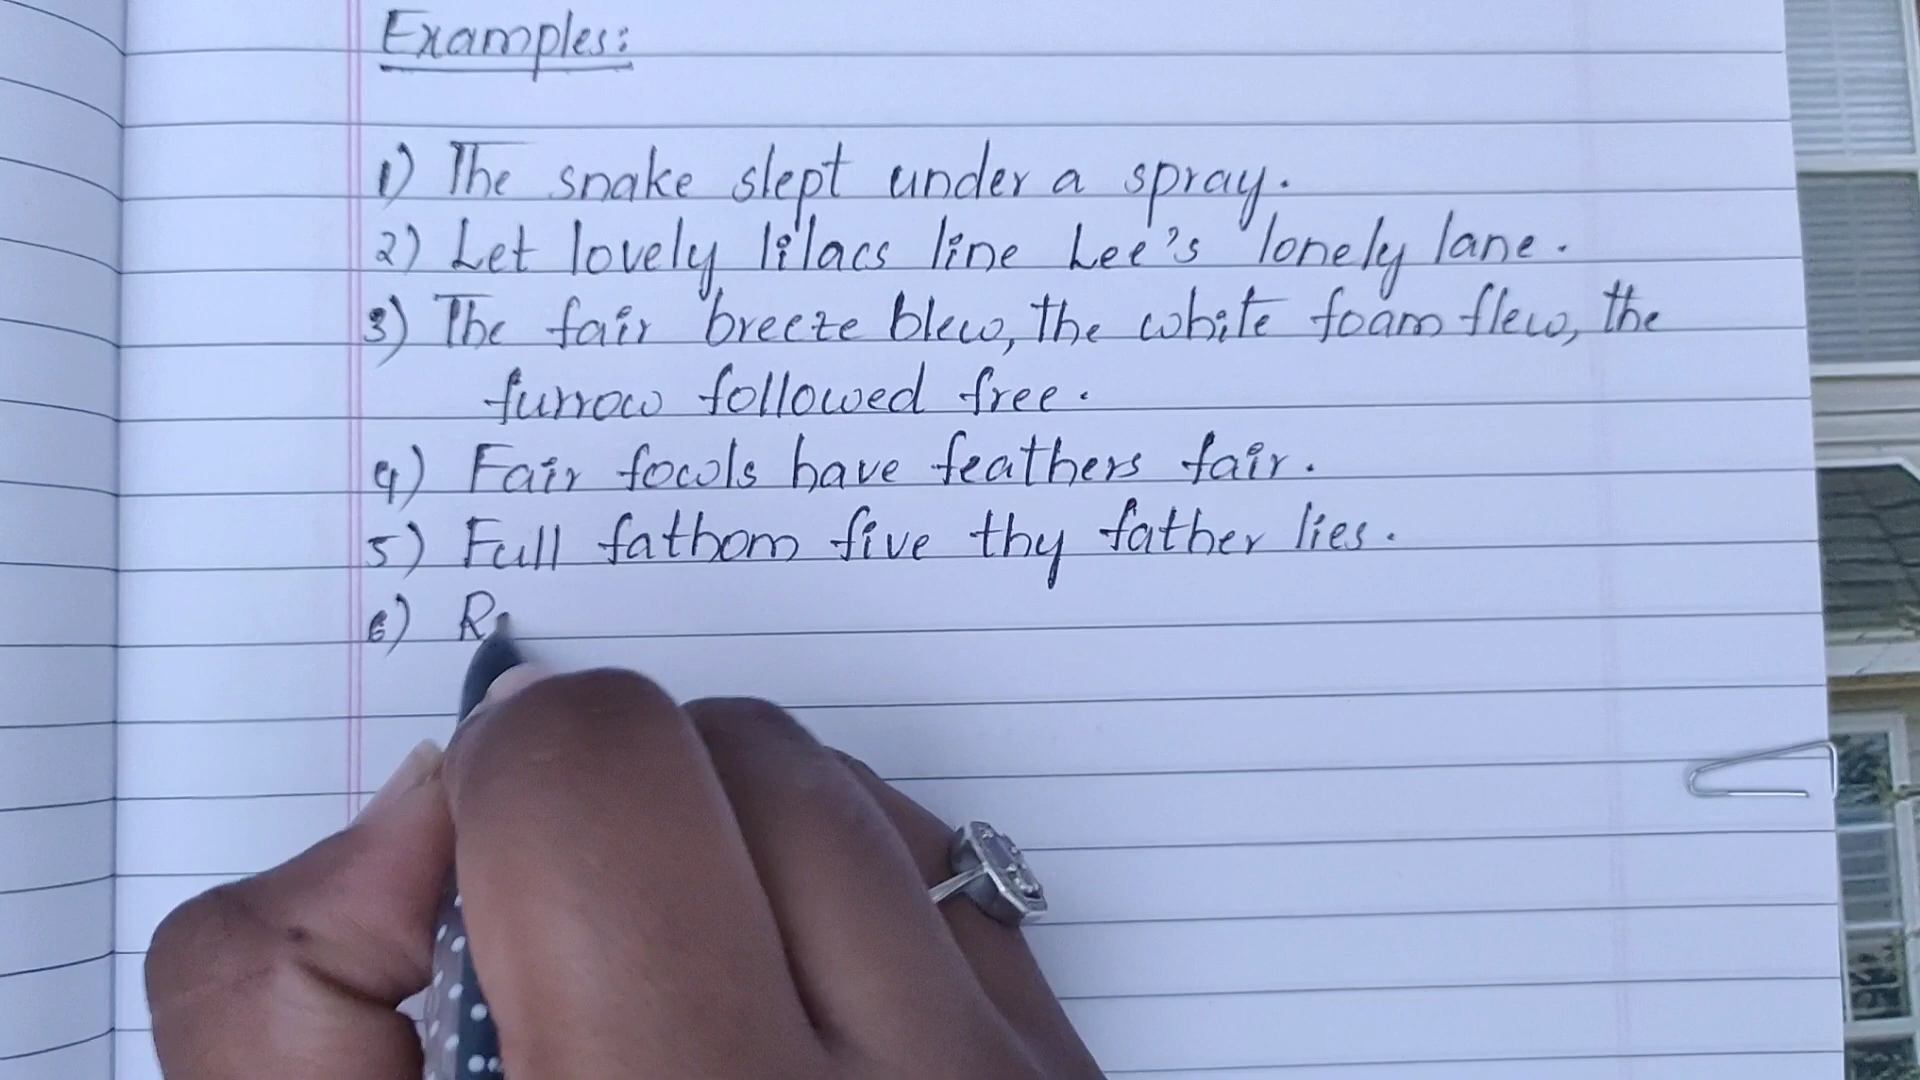 Examples:
1) The snake slept under a spray.
2) Let lovely lilacs line Lee's lonely lane.
3) The fair breeze blew, the white foam flew, the
furrow followed free.
4) Fair fowls have feathers fair.
5) Full fathom five thy father lies.
6)